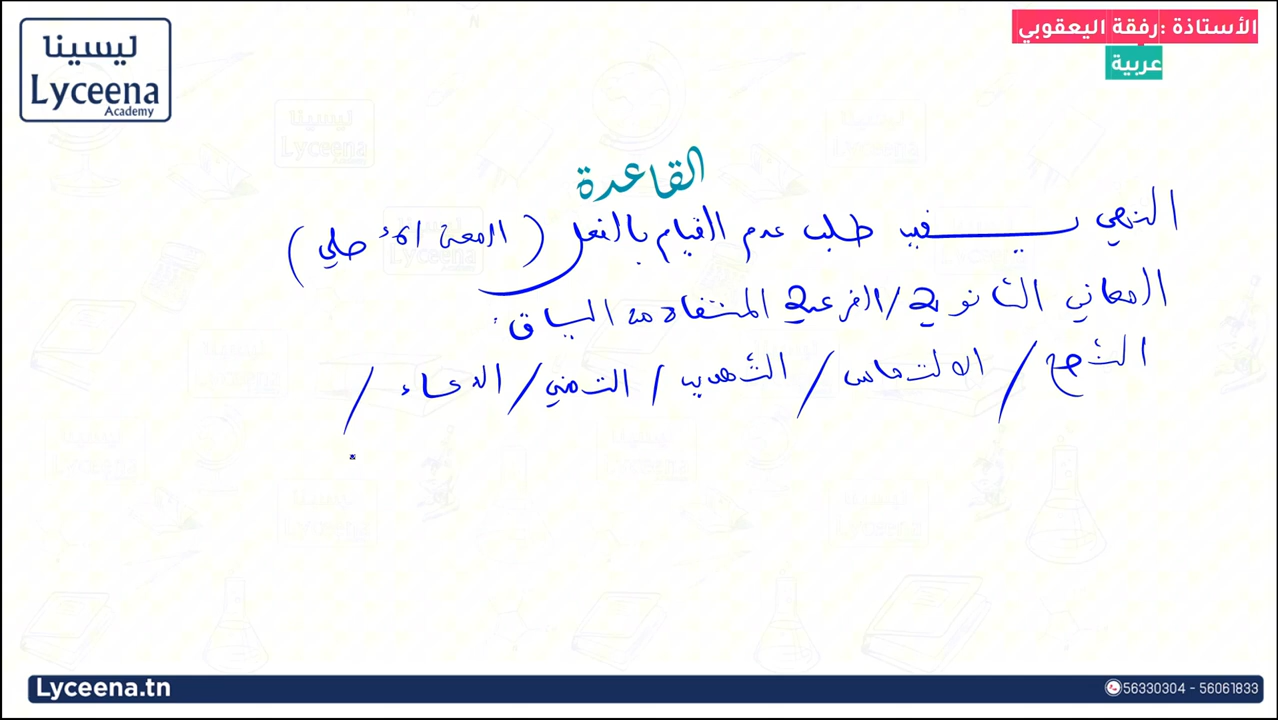 الأستاذة :رفقة اليعقوبي
عربية
ليسينا
Lyceena
Academy
القاعدة
النهي يفيد طلب عدم القيام بالفعل (المعنى الأصلي)
المعاني الثانوية/الفرعية المستفادة من السياق:
النصح / الالتماس / التهديد / التمني / الدعاء /
Lyceena.tn
56330304 - 56061833